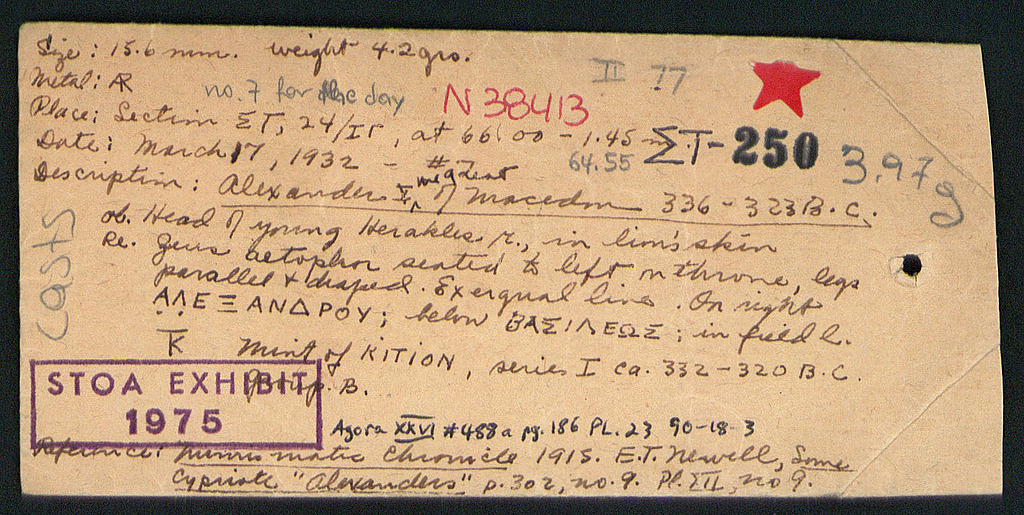 Size: 15.6 mm. weight 4.2 grs.
Metal: AR
II 77
no. 7 for the day
N 38413
Place: Section ΣΤ, 24/ΙΓ, at 66.00 - 1.45 m.
64.55
ΣΤ-250
3.97g
Date: March 17, 1932 - #7
Description: Alexander the great of Macedon 336 - 323 B.C.
ob. Head of young Herakles r., in lion's skin
Re. Zeus aetophor seated to left on throne, legs
parallel & draped. Exergual line. On right
ΑΛΕΞΑΝΔΡΟΥ; below ΒΑΣΙΛΕΩΣ; in field l.
K Mint of KITION, series I ca. 332-320 B.C.
Group B.
casts
STOA EXHIBIT
1975
Agora XXVI #488a pg. 186 PL. 23 90-18-3
Reference: Numismatic Chronicle 1915. E.T. Newell, Some
Cypriote "Alexanders" p. 302, no. 9. Pl. XII, no 9.